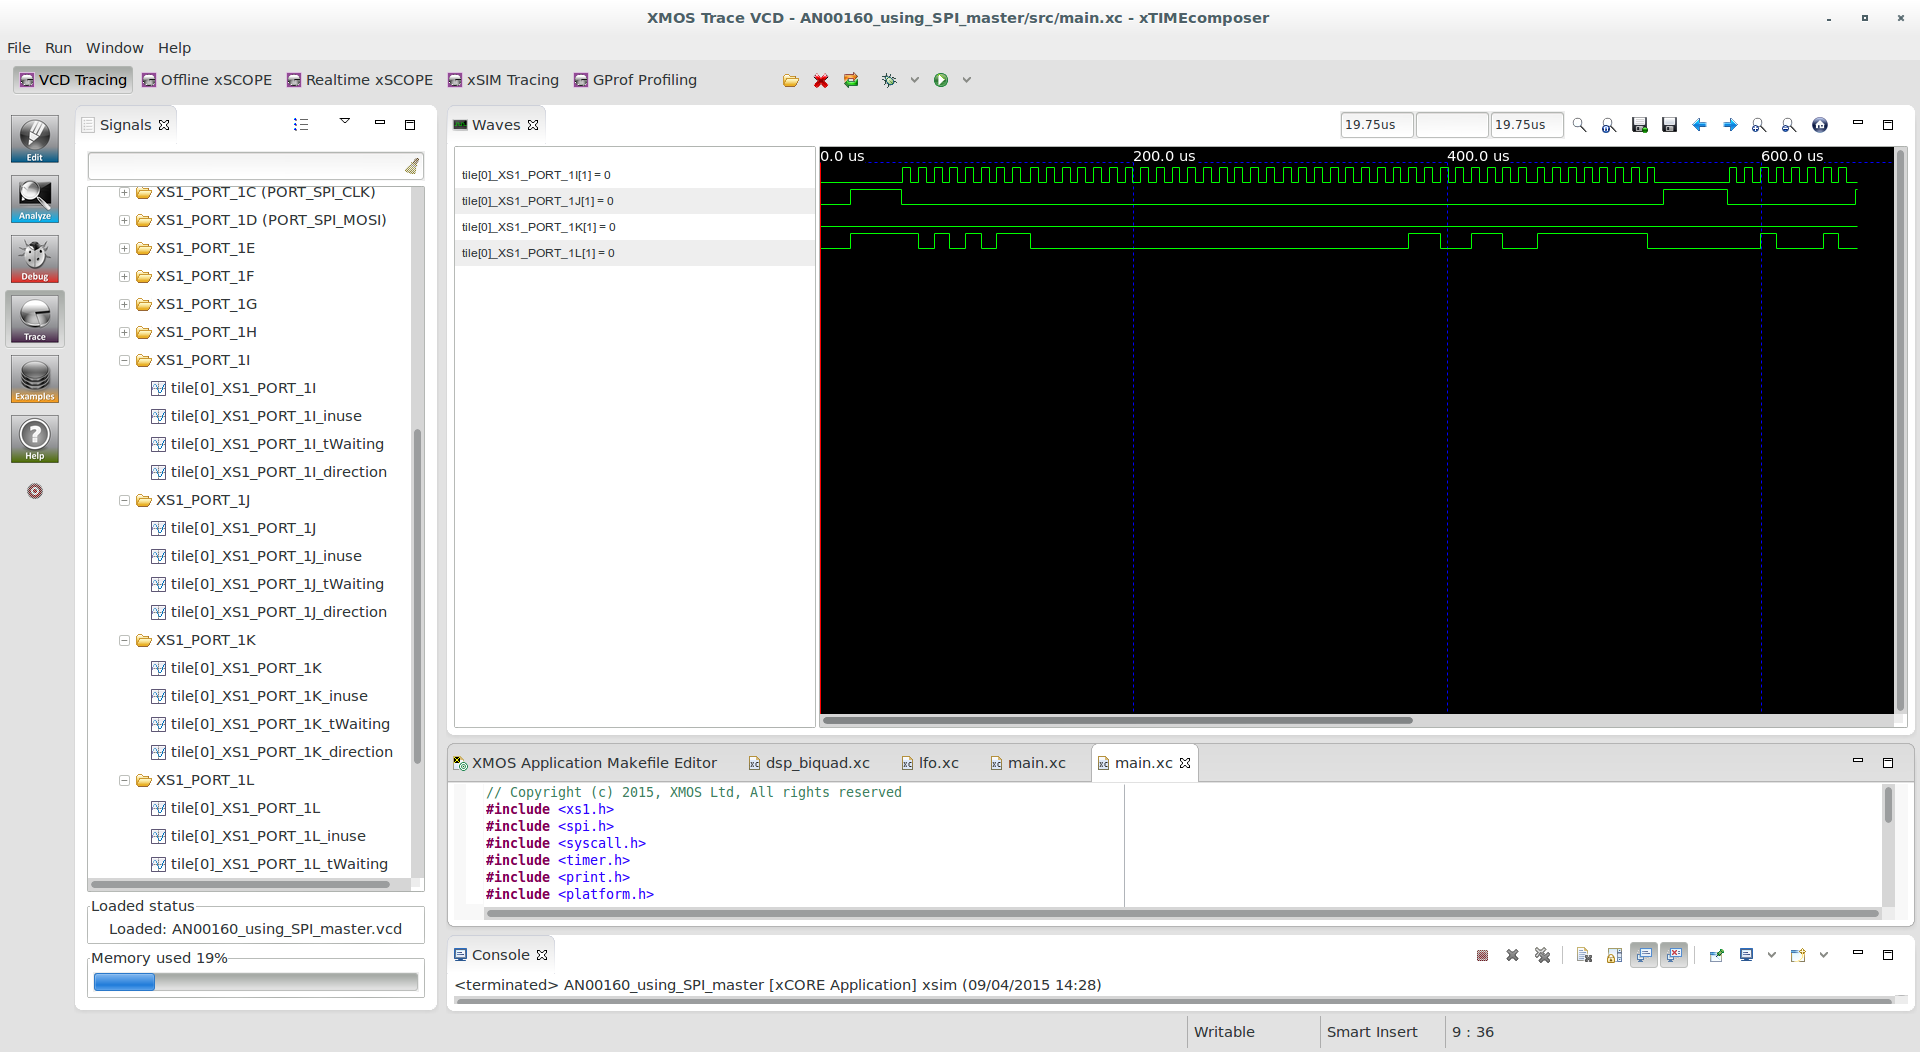 XMOS Trace VCD - AN00160_using_SPI_master/src/main.xc - xTIMEcomposer
File Run Window Help
VCD Tracing Offline xSCOPE Realtime xSCOPE xSIM Tracing GProf Profiling
Edit
Analyze
Debug
Trace
Examples
Help
Signals
XS1_PORT_1C (PORT_SPI_CLK)
XS1_PORT_1D (PORT_SPI_MOSI)
XS1_PORT_1E
XS1_PORT_1F
XS1_PORT_1G
XS1_PORT_1H
XS1_PORT_1I
tile[0]_XS1_PORT_1I
tile[0]_XS1_PORT_1I_inuse
tile[0]_XS1_PORT_1I_tWaiting
tile[0]_XS1_PORT_1I_direction
XS1_PORT_1J
tile[0]_XS1_PORT_1J
tile[0]_XS1_PORT_1J_inuse
tile[0]_XS1_PORT_1J_tWaiting
tile[0]_XS1_PORT_1J_direction
XS1_PORT_1K
tile[0]_XS1_PORT_1K
tile[0]_XS1_PORT_1K_inuse
tile[0]_XS1_PORT_1K_tWaiting
tile[0]_XS1_PORT_1K_direction
XS1_PORT_1L
tile[0]_XS1_PORT_1L
tile[0]_XS1_PORT_1L_inuse
tile[0]_XS1_PORT_1L_tWaiting
Loaded status
Loaded: AN00160_using_SPI_master.vcd
Memory used 19%
Waves
19.75us 19.75us
0.0 us 200.0 us 400.0 us 600.0 us
tile[0]_XS1_PORT_1I[1] = 0
tile[0]_XS1_PORT_1J[1] = 0
tile[0]_XS1_PORT_1K[1] = 0
tile[0]_XS1_PORT_1L[1] = 0
XMOS Application Makefile Editor dsp_biquad.xc lfo.xc main.xc main.xc
// Copyright (c) 2015, XMOS Ltd, All rights reserved
#include <xs1.h>
#include <spi.h>
#include <syscall.h>
#include <timer.h>
#include <print.h>
#include <platform.h>
Console
<terminated> AN00160_using_SPI_master [xCORE Application] xsim (09/04/2015 14:28)
Writable Smart Insert 9 : 36